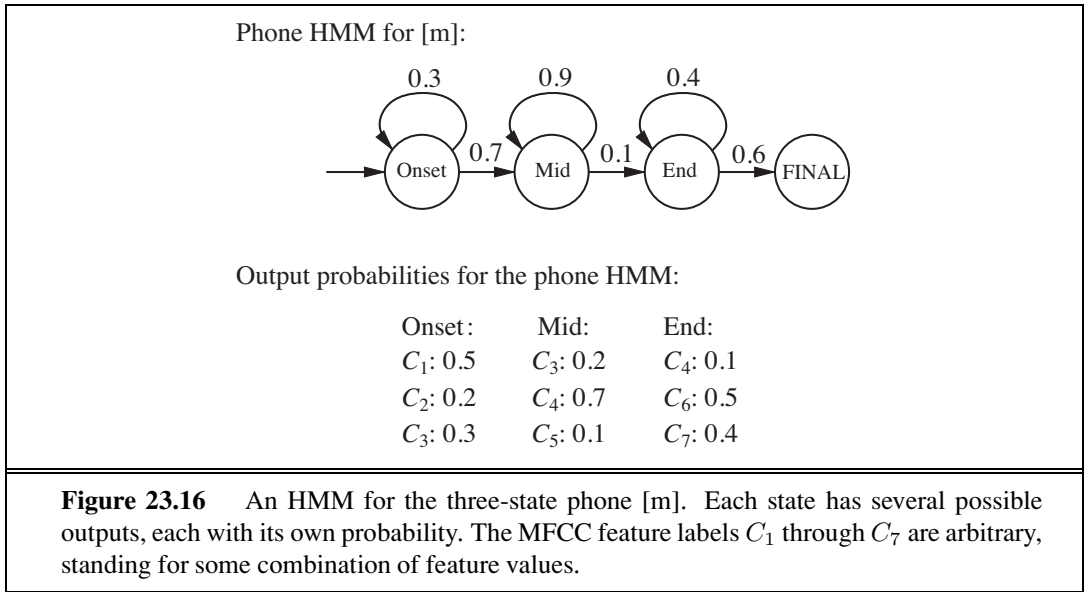 Phone HMM for [m]:
0.3 0.9 0.4
Onset 0.7 Mid 0.1 End 0.6 FINAL
Output probabilities for the phone HMM:
Onset: Mid: End:
C₁: 0.5 C₃: 0.2 C₄: 0.1
C₂: 0.2 C₄: 0.7 C₆: 0.5
C₃: 0.3 C₅: 0.1 C₇: 0.4
Figure 23.16 An HMM for the three-state phone [m]. Each state has several possible
outputs, each with its own probability. The MFCC feature labels C₁ through C₇ are arbitrary,
standing for some combination of feature values.